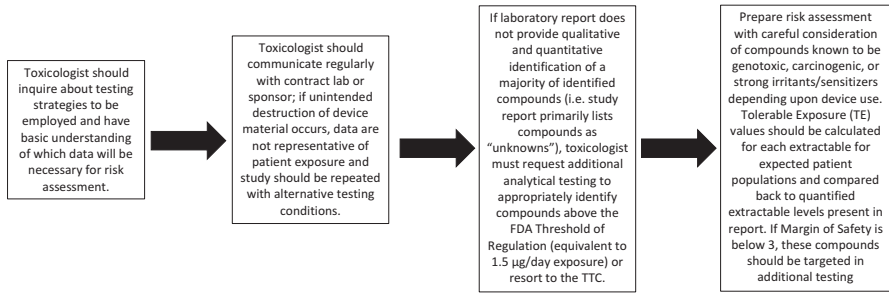 Toxicologist should
inquire about testing
strategies to be
employed and have
basic understanding
of which data will be
necessary for risk
assessment.
Toxicologist should
communicate regularly
with contract lab or
sponsor; if unintended
destruction of device
material occurs, data are
not representative of
patient exposure and
study should be repeated
with alternative testing
conditions.
If laboratory report does
not provide qualitative
and quantitative
identification of a
majority of identified
compounds (i.e. study
report primarily lists
compounds as
“unknowns”), toxicologist
must request additional
analytical testing to
appropriately identify
compounds above the
FDA Threshold of
Regulation (equivalent to
1.5 µg/day exposure) or
resort to the TTC.
Prepare risk assessment
with careful consideration
of compounds known to be
genotoxic, carcinogenic, or
strong irritants/sensitizers
depending upon device use.
Tolerable Exposure (TE)
values should be calculated
for each extractable for
expected patient
populations and compared
back to quantified
extractable levels present in
report. If Margin of Safety is
below 3, these compounds
should be targeted in
additional testing